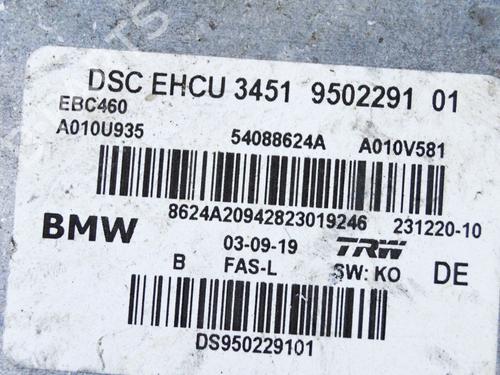 DSC EHCU 3451 9502291 01
EBC460
A010U935 54088624A A010V581
8624A20942823019246 231220-10
BMW 03-09-19 TRW
B FAS-L SW: KO DE
DS950229101